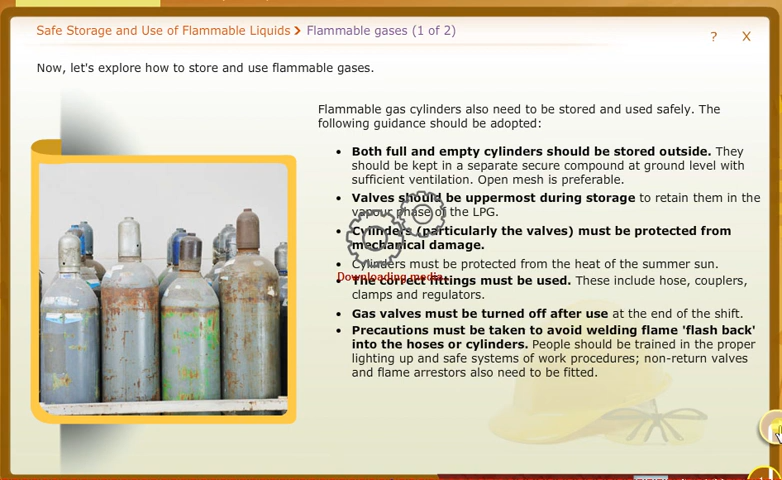 Safe Storage and Use of Flammable Liquids > Flammable gases (1 of 2)
? X
Now, let's explore how to store and use flammable gases.
Flammable gas cylinders also need to be stored and used safely. The
following guidance should be adopted:
• Both full and empty cylinders should be stored outside. They
should be kept in a separate secure compound at ground level with
sufficient ventilation. Open mesh is preferable.
• Valves should be uppermost during storage to retain them in the
vapour phase of the LPG.
• Cylinders (particularly the valves) must be protected from
mechanical damage.
• Cylinders must be protected from the heat of the summer sun.
Downloading media...
• The correct fittings must be used. These include hose, couplers,
clamps and regulators.
• Gas valves must be turned off after use at the end of the shift.
• Precautions must be taken to avoid welding flame 'flash back'
into the hoses or cylinders. People should be trained in the proper
lighting up and safe systems of work procedures; non-return valves
and flame arrestors also need to be fitted.